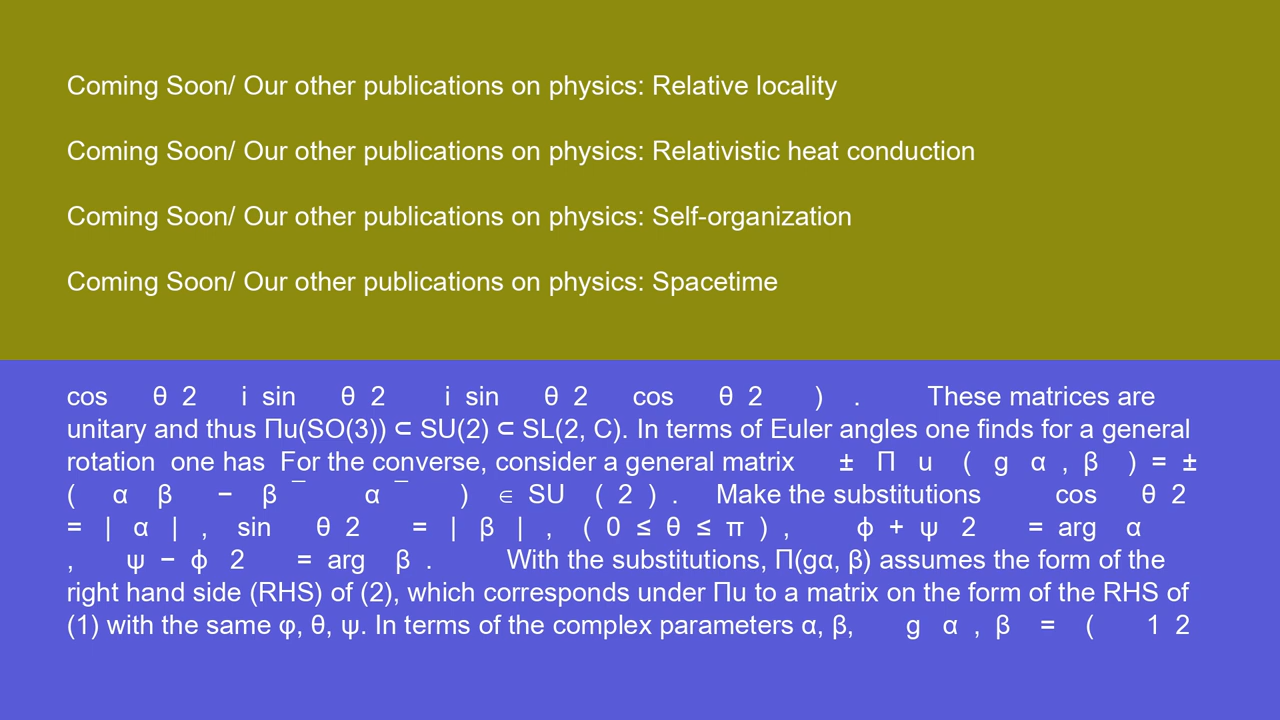 Coming Soon/ Our other publications on physics: Relative locality
Coming Soon/ Our other publications on physics: Relativistic heat conduction
Coming Soon/ Our other publications on physics: Self-organization
Coming Soon/ Our other publications on physics: Spacetime
cos θ 2 i sin θ 2 i sin θ 2 cos θ 2 ) . These matrices are
unitary and thus Πu(SO(3)) ⊂ SU(2) ⊂ SL(2, C). In terms of Euler angles one finds for a general
rotation one has For the converse, consider a general matrix ± Π u ( g α , β ) = ±
( α β − β ¯ α ¯ ) ∈ SU ( 2 ) . Make the substitutions cos θ 2
= | α | , sin θ 2 = | β | , ( 0 ≤ θ ≤ π ) , ϕ + ψ 2 = arg α
, ψ − ϕ 2 = arg β . With the substitutions, Π(gα, β) assumes the form of the
right hand side (RHS) of (2), which corresponds under Πu to a matrix on the form of the RHS of
(1) with the same φ, θ, ψ. In terms of the complex parameters α, β, g α , β = ( 1 2